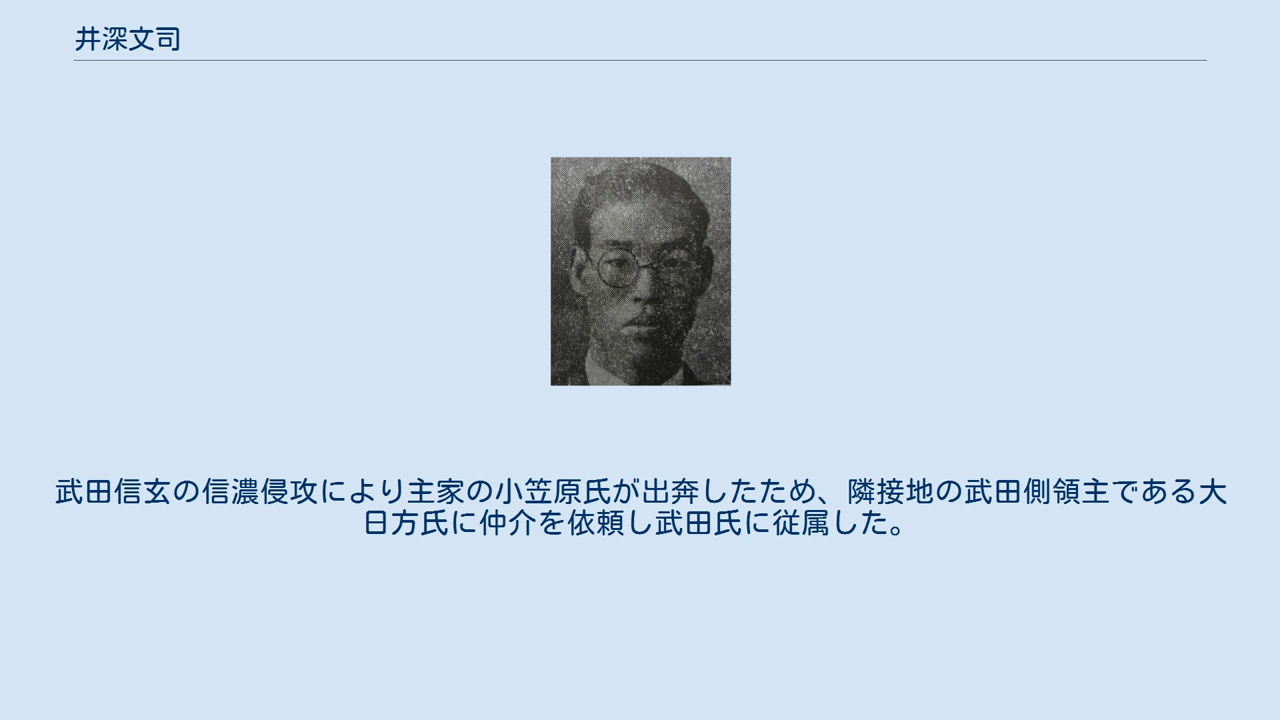 井深文司
武田信玄の信濃侵攻により主家の小笠原氏が出奔したため、隣接地の武田側領主である大
日方氏に仲介を依頼し武田氏に従属した。